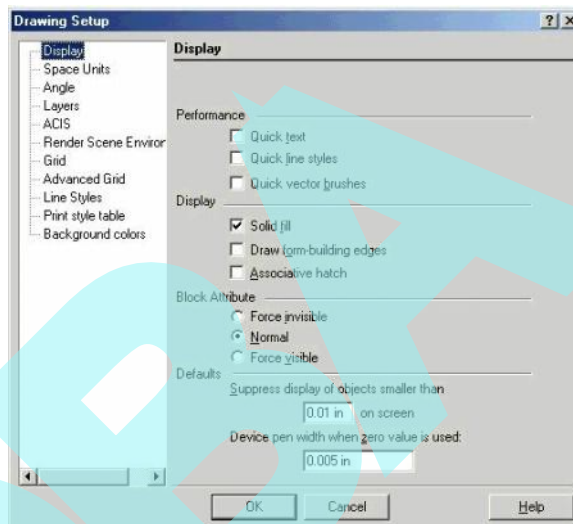 Drawing Setup
Display
Space Units
Angle
Layers
ACIS
Render Scene Environ
Grid
Advanced Grid
Line Styles
Print style table
Background colors
Display
Performance
Quick text
Quick line styles
Quick vector brushes
Display
Solid fill
Draw form-building edges
Associative hatch
Block Attribute
Force invisible
Normal
Force visible
Defaults
Suppress display of objects smaller than
0.01 in on screen
Device pen width when zero value is used:
0.005 in
OK Cancel Help